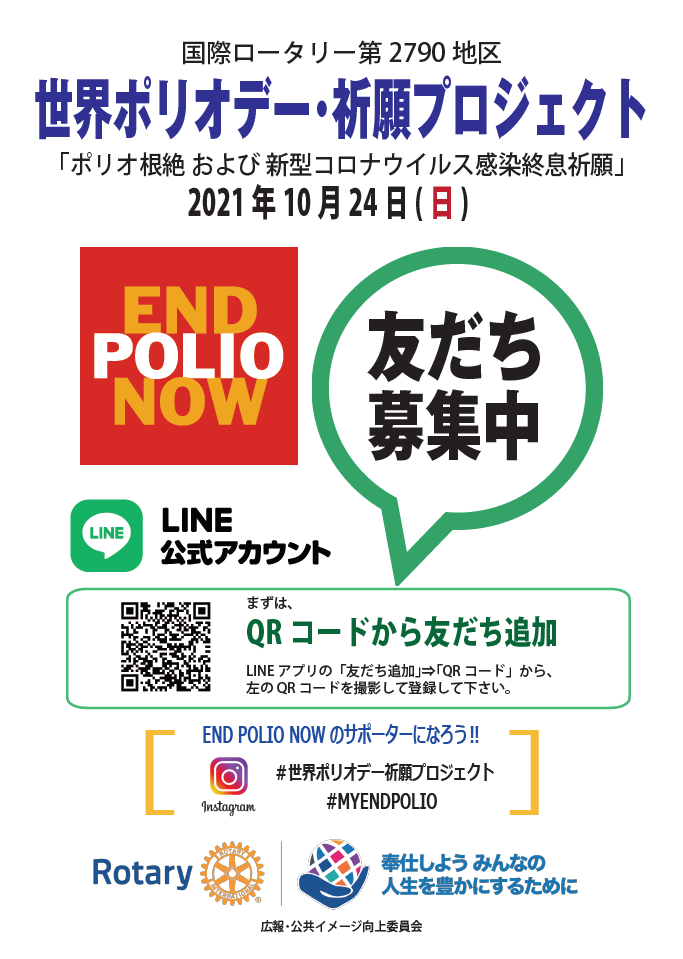 国際ロータリー第 2790 地区
世界ポリオデー・祈願プロジェクト
「ポリオ根絶 および 新型コロナウイルス感染終息祈願」
2021 年 10 月 24 日 ( 日 )
END
POLIO
NOW
友だち
募集中
LINE
LINE
公式アカウント
まずは、
QR コードから友だち追加
LINE アプリの「友だち追加」⇒「QR コード」から、
左の QR コードを撮影して登録して下さい。
END POLIO NOW のサポーターになろう!!
#世界ポリオデー祈願プロジェクト
Instagram
#MYENDPOLIO
Rotary
ROTARY
INTERNATIONAL
®
奉仕しよう みんなの
人生を豊かにするために
広報・公共イメージ向上委員会